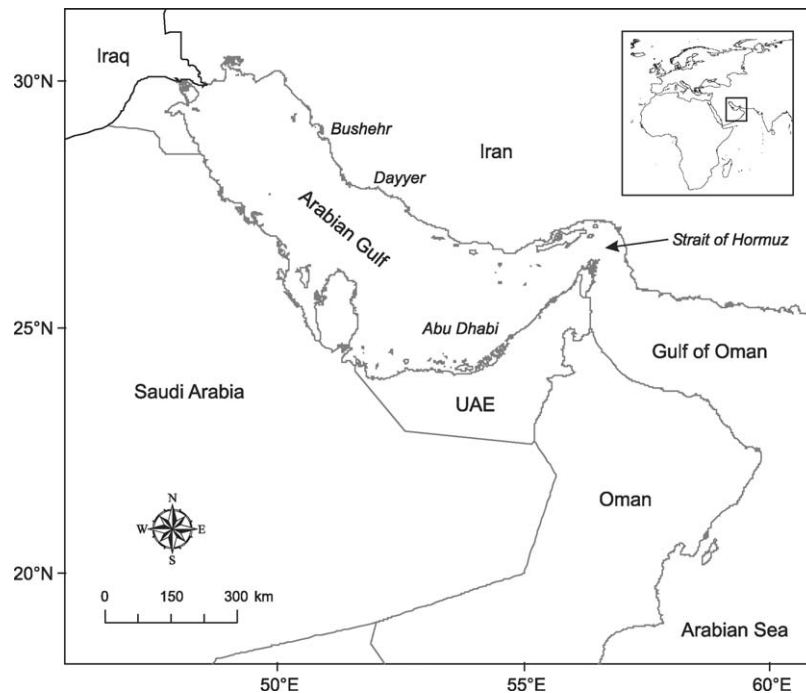 Iraq
30°N
Bushehr
Iran
Dayyer
Arabian Gulf
Strait of Hormuz
25°N
Abu Dhabi
Gulf of Oman
Saudi Arabia
UAE
Oman
N
W
E
S
20°N
0
150
300 km
Arabian Sea
50°E
55°E
60°E